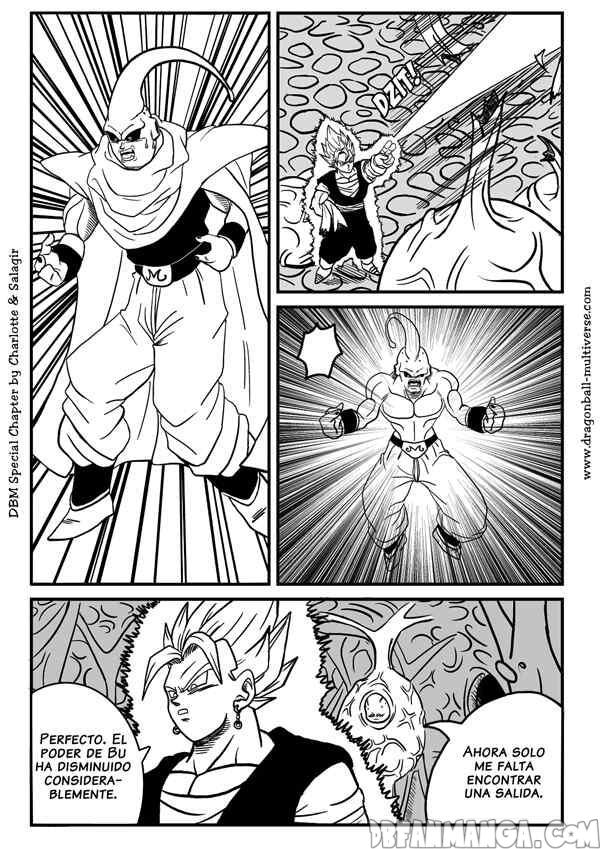 DBM Special Chapter by Charlotte & Salagir
M
DZIT!
www.dragonball-multiverse.com
M
Perfecto. El
poder de Bu
ha disminuido
considera-
blemente.
Ahora solo
me falta
encontrar
una salida.
DBFANMANGA.COM